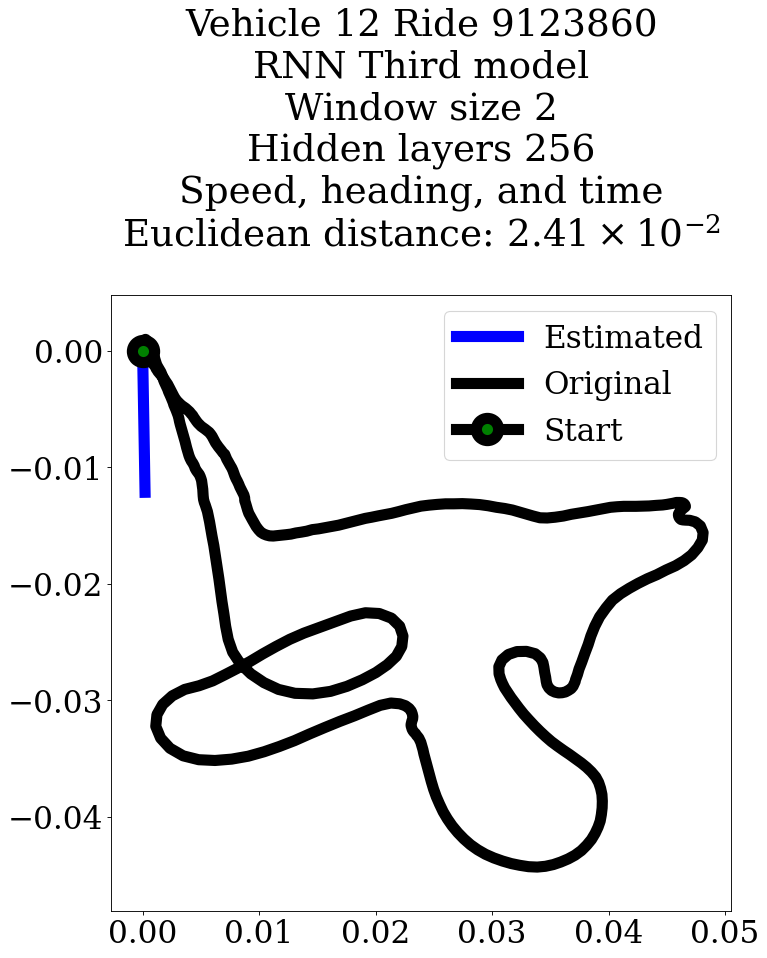 Vehicle 12 Ride 9123860
RNN Third model
Window size 2
Hidden layers 256
Speed, heading, and time
Euclidean distance: 2.41 × 10⁻²
Estimated
Original
Start
0.00
−0.01
−0.02
−0.03
−0.04
0.00 0.01 0.02 0.03 0.04 0.05